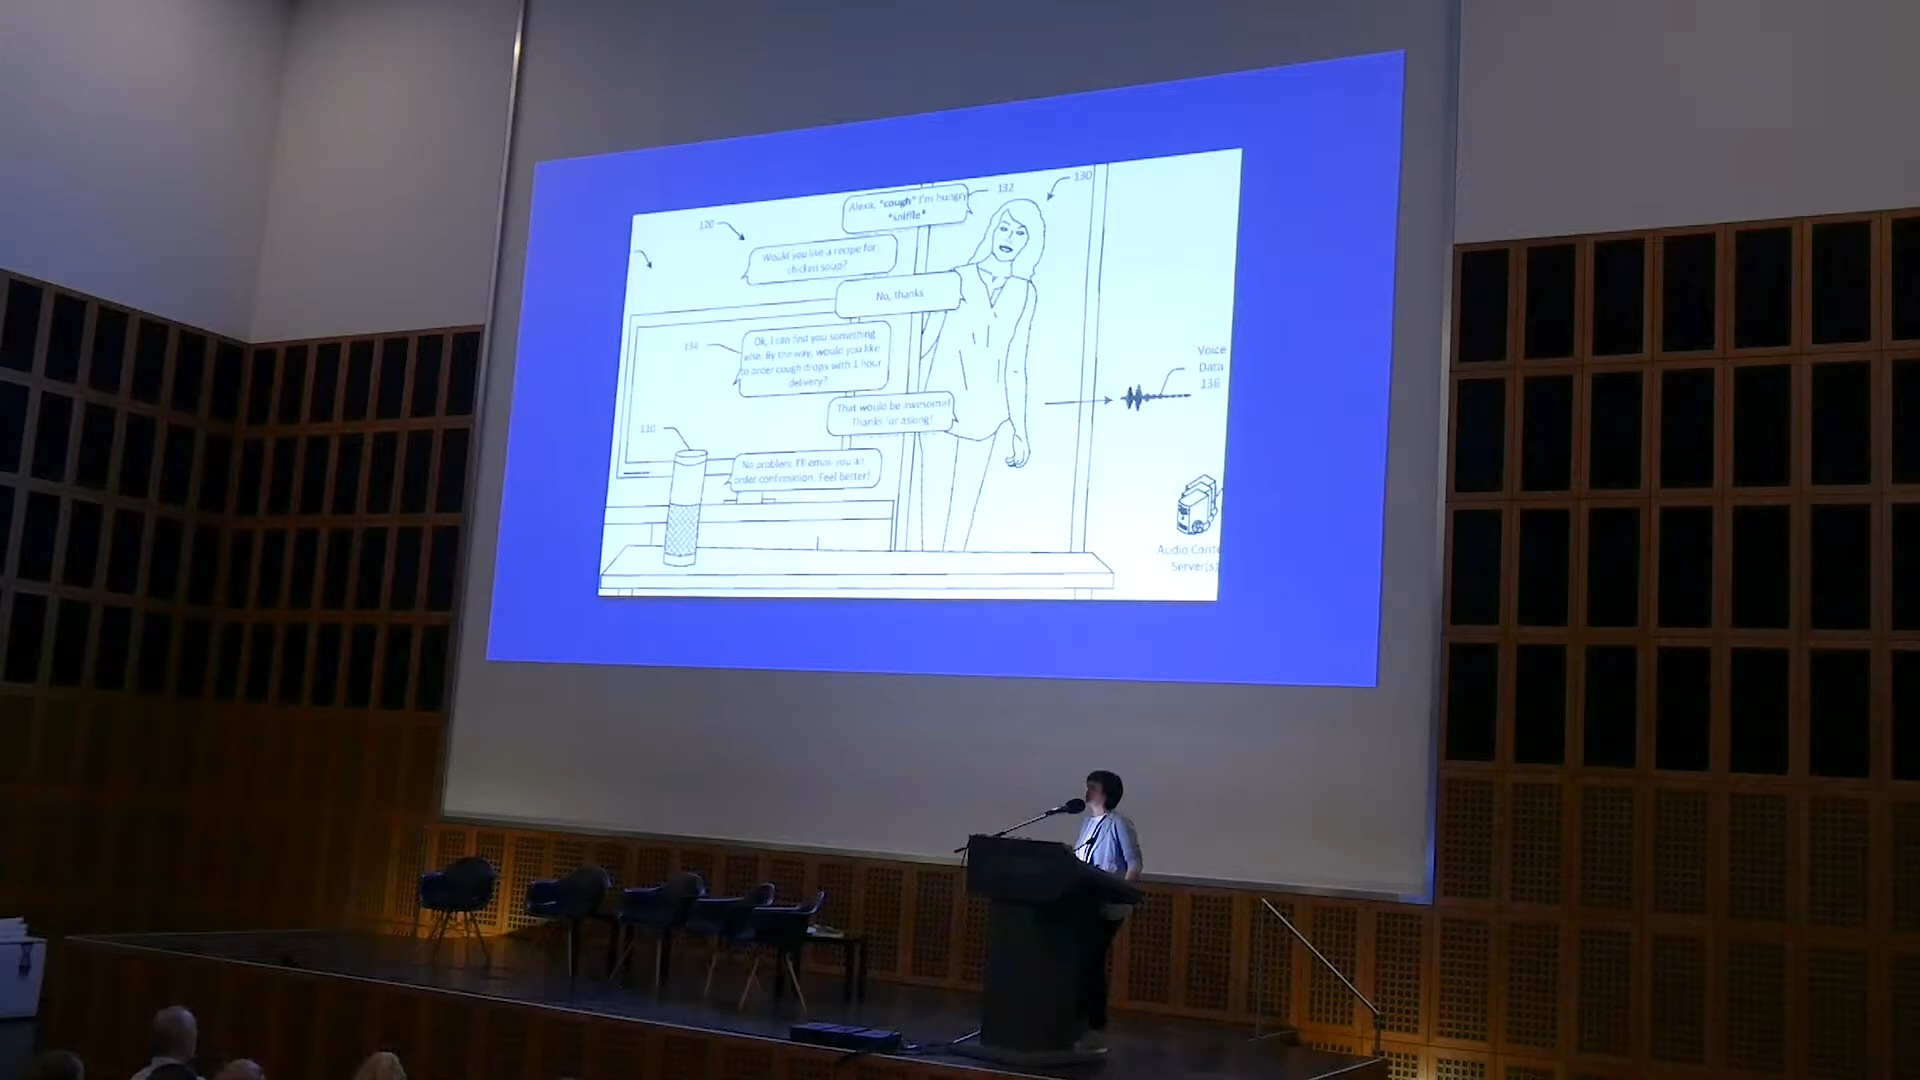 Alexa, *cough* I'm hungry
*sniffle*
132
130
120
Would you like a recipe for
chicken soup?
No, thanks
134
Ok, I can find you something
else. By the way, would you like
to order cough drops with 1 hour
delivery?
Voice
Data
136
That would be awesome!
Thanks for asking!
110
No problem. I'll email you an
order confirmation. Feel better!
Audio Conte
Server(s)